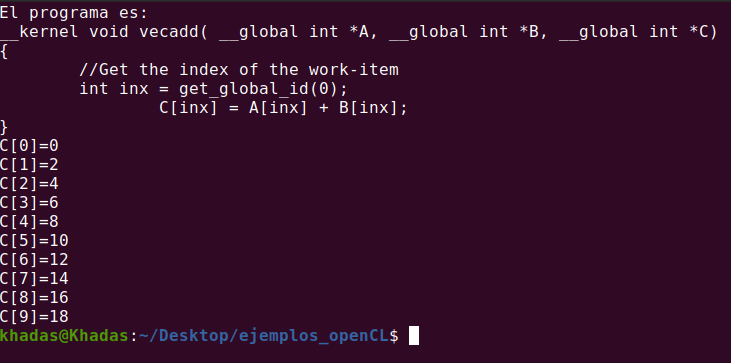 El programa es:
__kernel void vecadd( __global int *A, __global int *B, __global int *C)
{
        //Get the index of the work-item
        int inx = get_global_id(0);
                C[inx] = A[inx] + B[inx];
}
C[0]=0
C[1]=2
C[2]=4
C[3]=6
C[4]=8
C[5]=10
C[6]=12
C[7]=14
C[8]=16
C[9]=18
khadas@Khadas:~/Desktop/ejemplos_openCL$